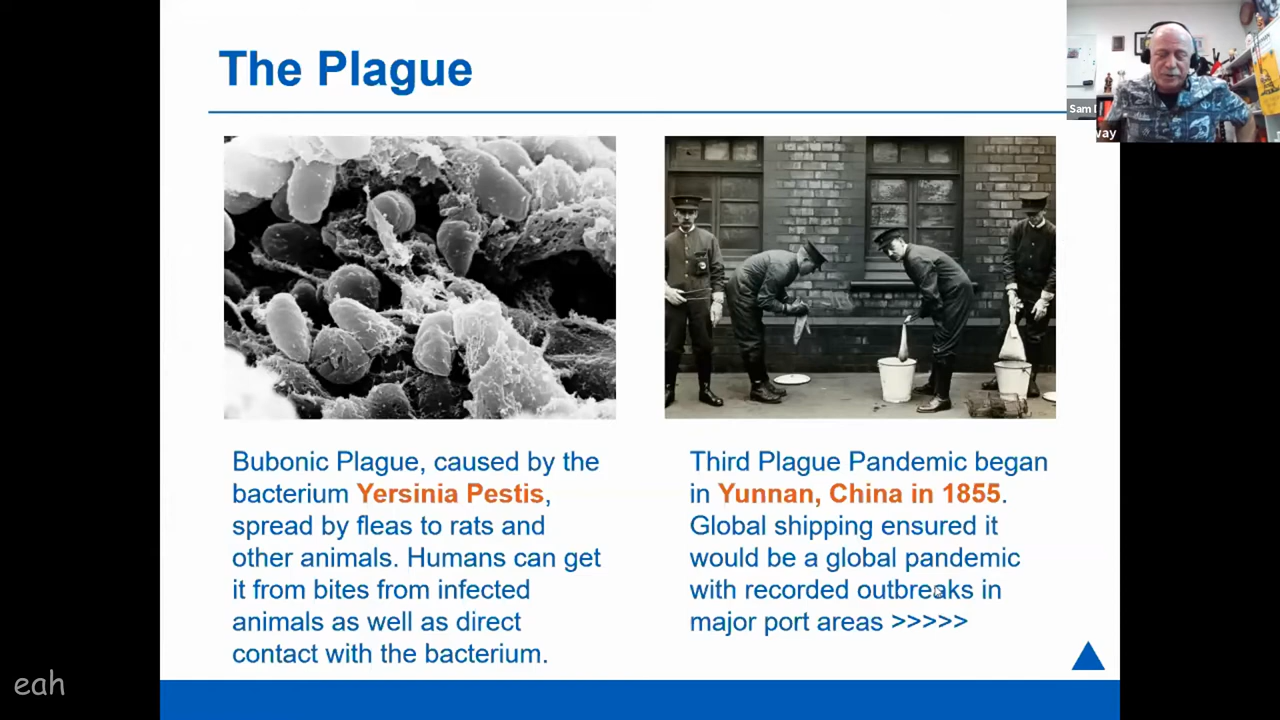 The Plague
Sam
way
Bubonic Plague, caused by the
bacterium Yersinia Pestis,
spread by fleas to rats and
other animals. Humans can get
it from bites from infected
animals as well as direct
contact with the bacterium.
Third Plague Pandemic began
in Yunnan, China in 1855.
Global shipping ensured it
would be a global pandemic
with recorded outbreaks in
major port areas >>>>>
eah